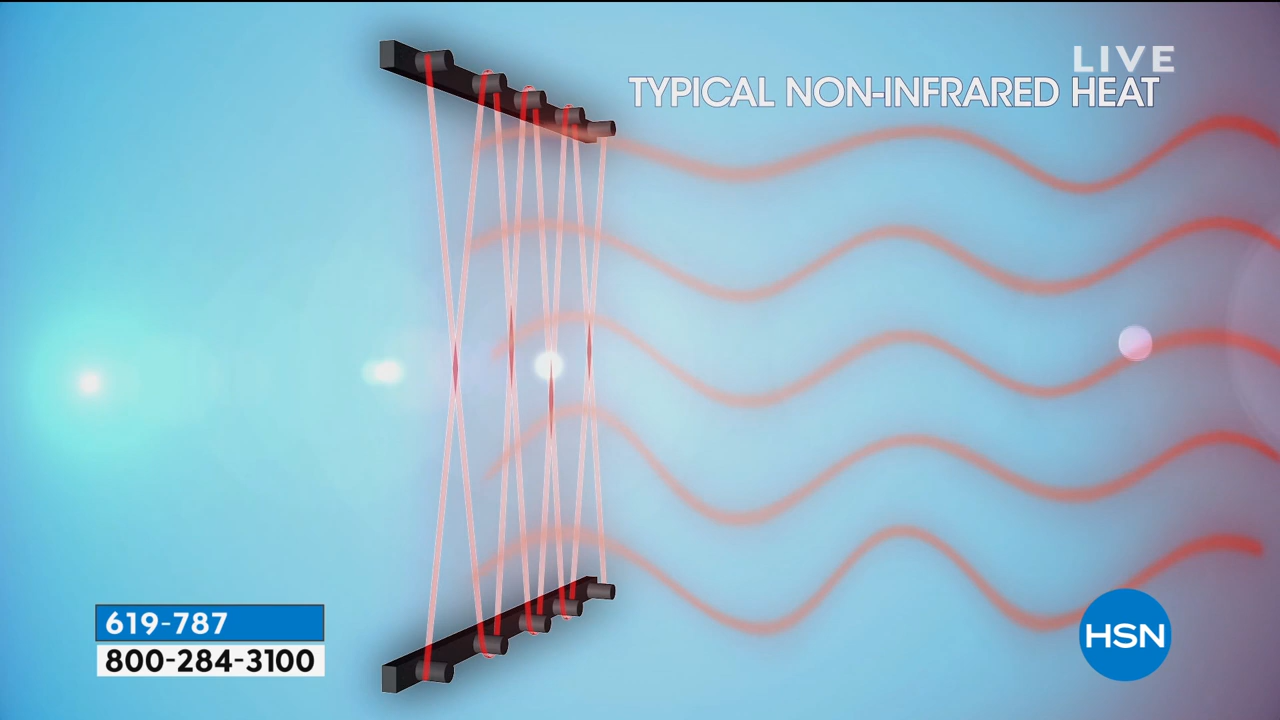 LIVE
TYPICAL NON-INFRARED HEAT
619-787
800-284-3100
HSN